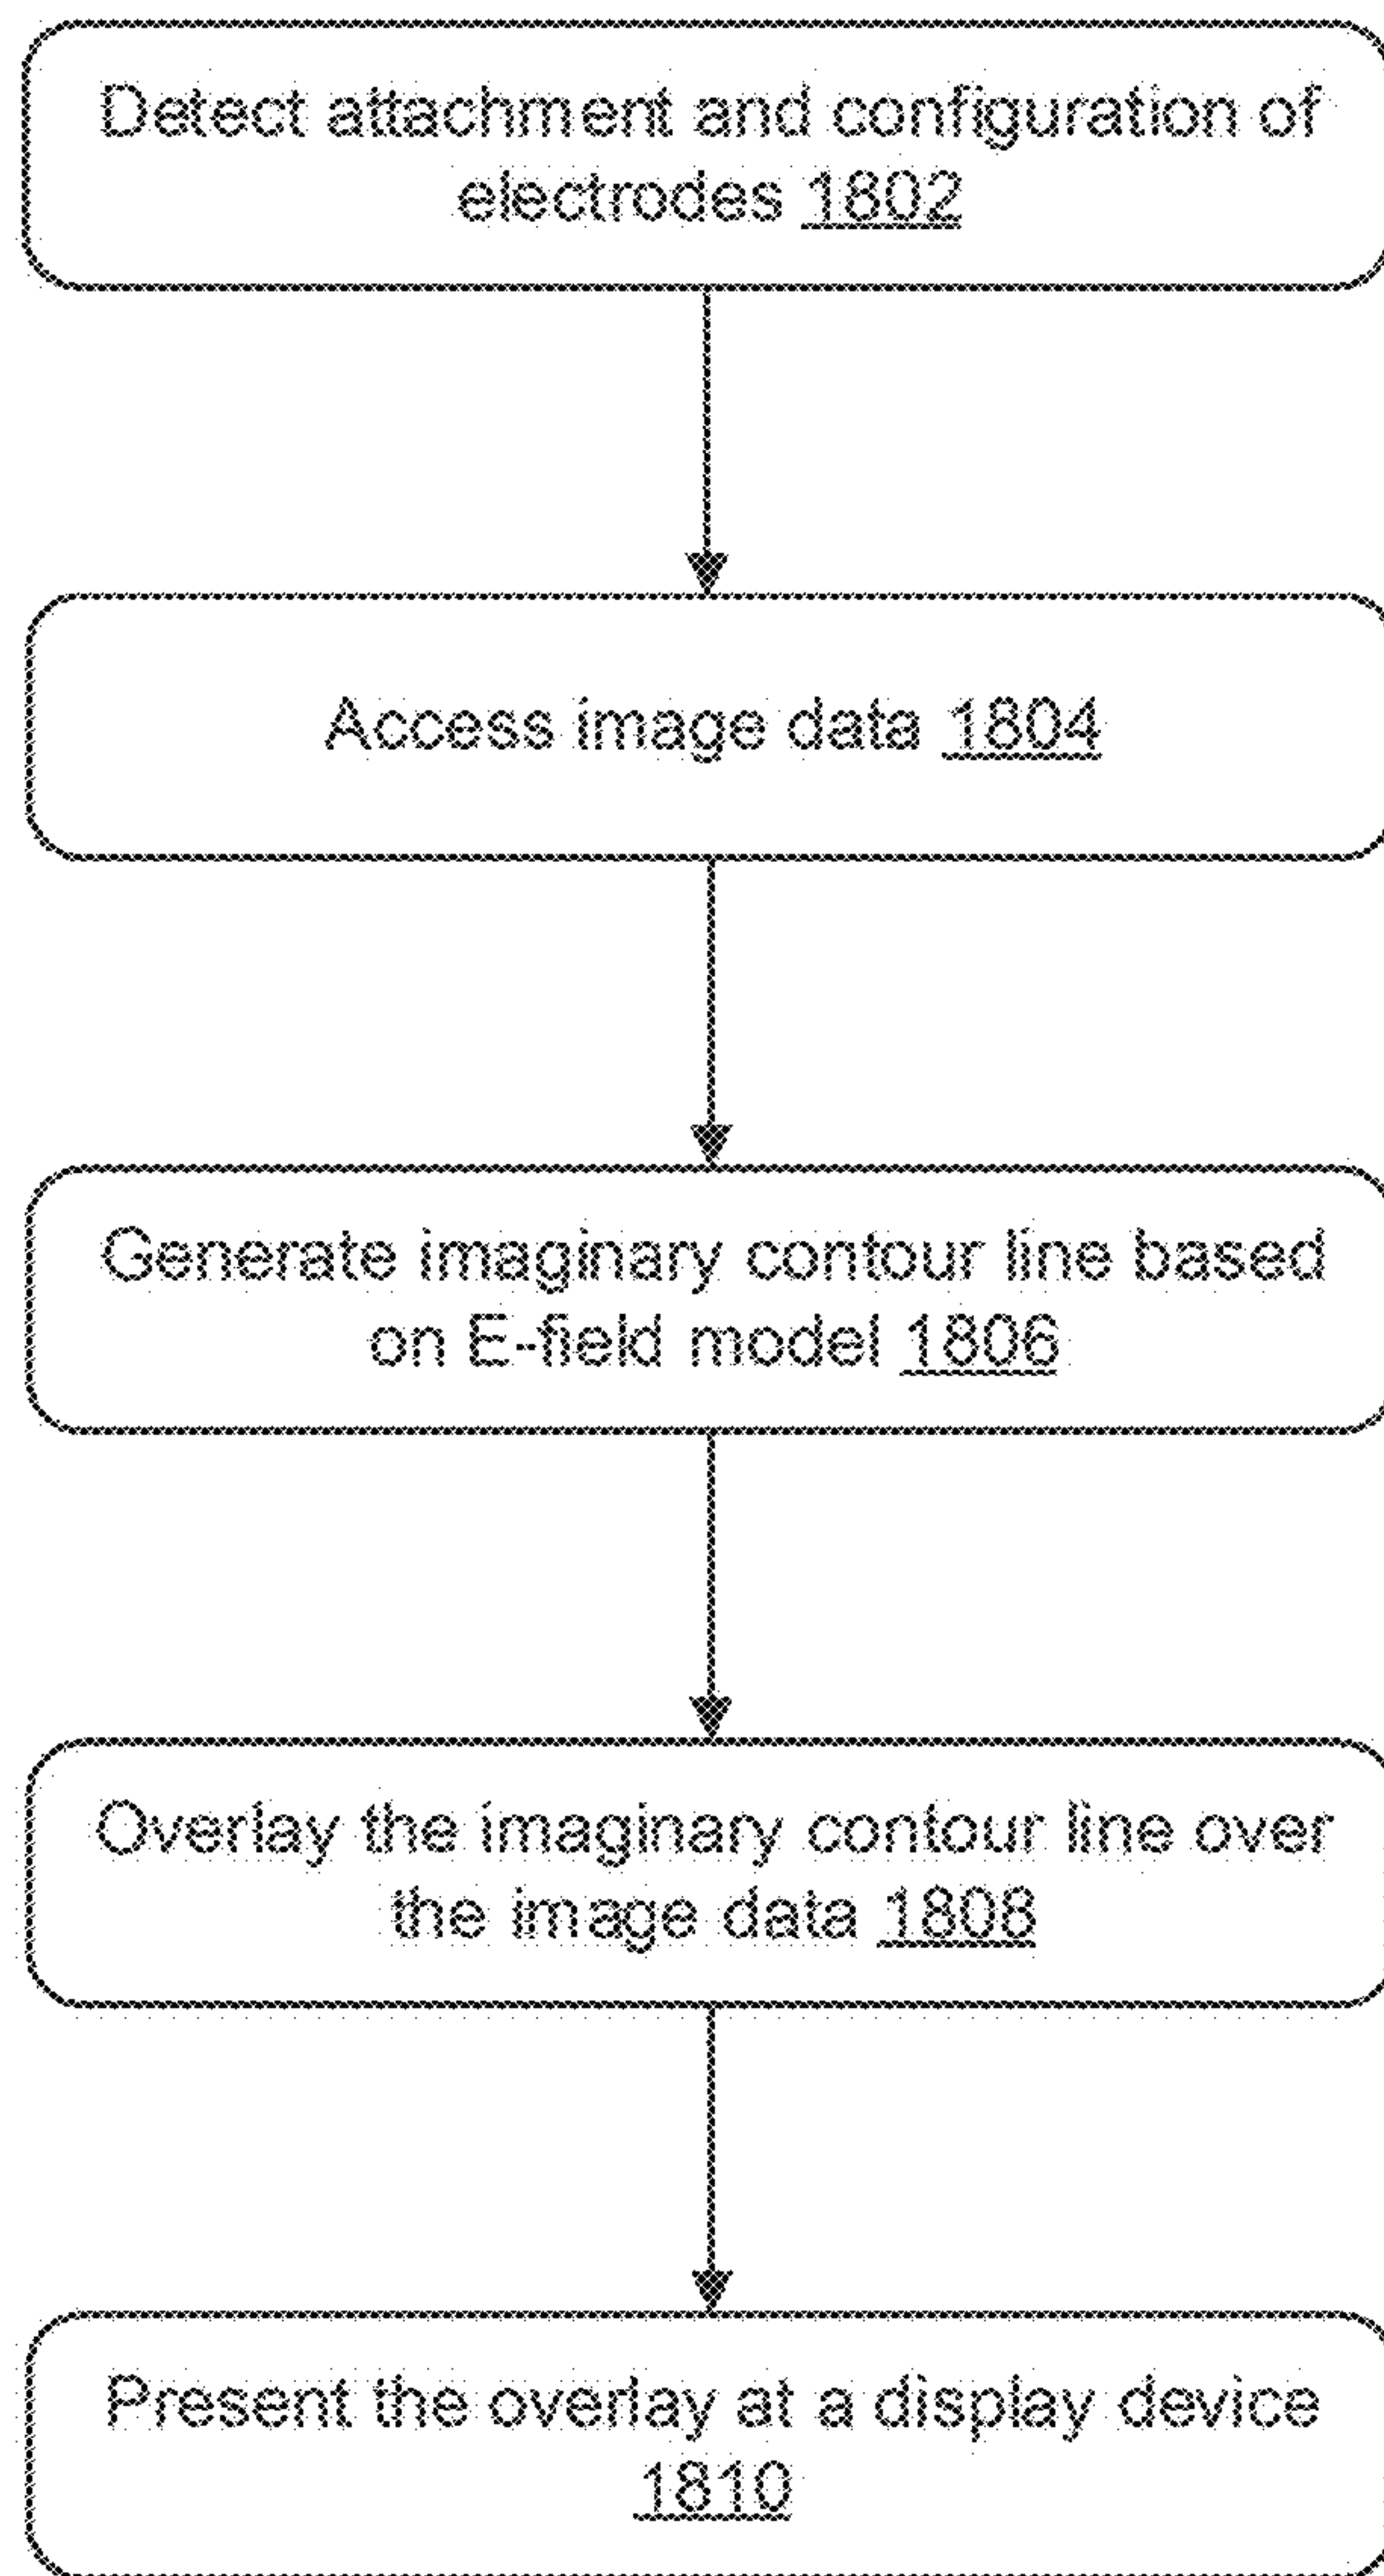 Detect attachment and configuration of
electrodes 1802
Access image data 1804
Generate imaginary contour line based
on E-field model 1806
Overlay the imaginary contour line over
the image data 1808
Present the overlay at a display device
1810